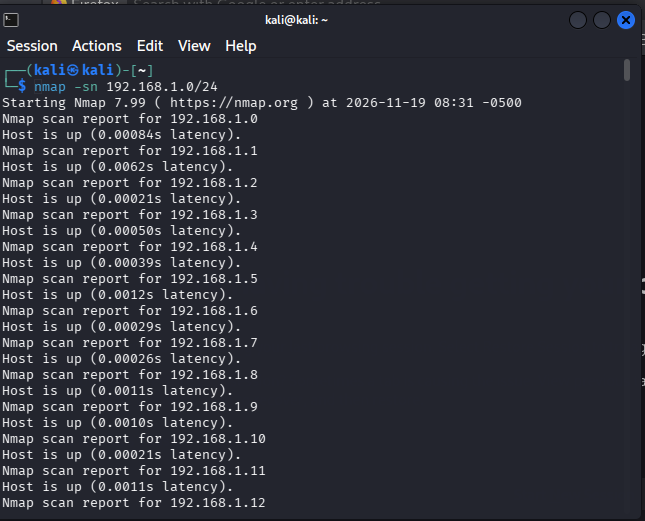 Firefox Search with Google or enter address
kali@kali: ~
Session Actions Edit View Help
┌──(kali㉿kali)-[~]
└─$ nmap -sn 192.168.1.0/24
Starting Nmap 7.99 ( https://nmap.org ) at 2026-11-19 08:31 -0500
Nmap scan report for 192.168.1.0
Host is up (0.00084s latency).
Nmap scan report for 192.168.1.1
Host is up (0.0062s latency).
Nmap scan report for 192.168.1.2
Host is up (0.00021s latency).
Nmap scan report for 192.168.1.3
Host is up (0.00050s latency).
Nmap scan report for 192.168.1.4
Host is up (0.00039s latency).
Nmap scan report for 192.168.1.5
Host is up (0.0012s latency).
Nmap scan report for 192.168.1.6
Host is up (0.00029s latency).
Nmap scan report for 192.168.1.7
Host is up (0.00026s latency).
Nmap scan report for 192.168.1.8
Host is up (0.0011s latency).
Nmap scan report for 192.168.1.9
Host is up (0.0010s latency).
Nmap scan report for 192.168.1.10
Host is up (0.00021s latency).
Nmap scan report for 192.168.1.11
Host is up (0.0011s latency).
Nmap scan report for 192.168.1.12